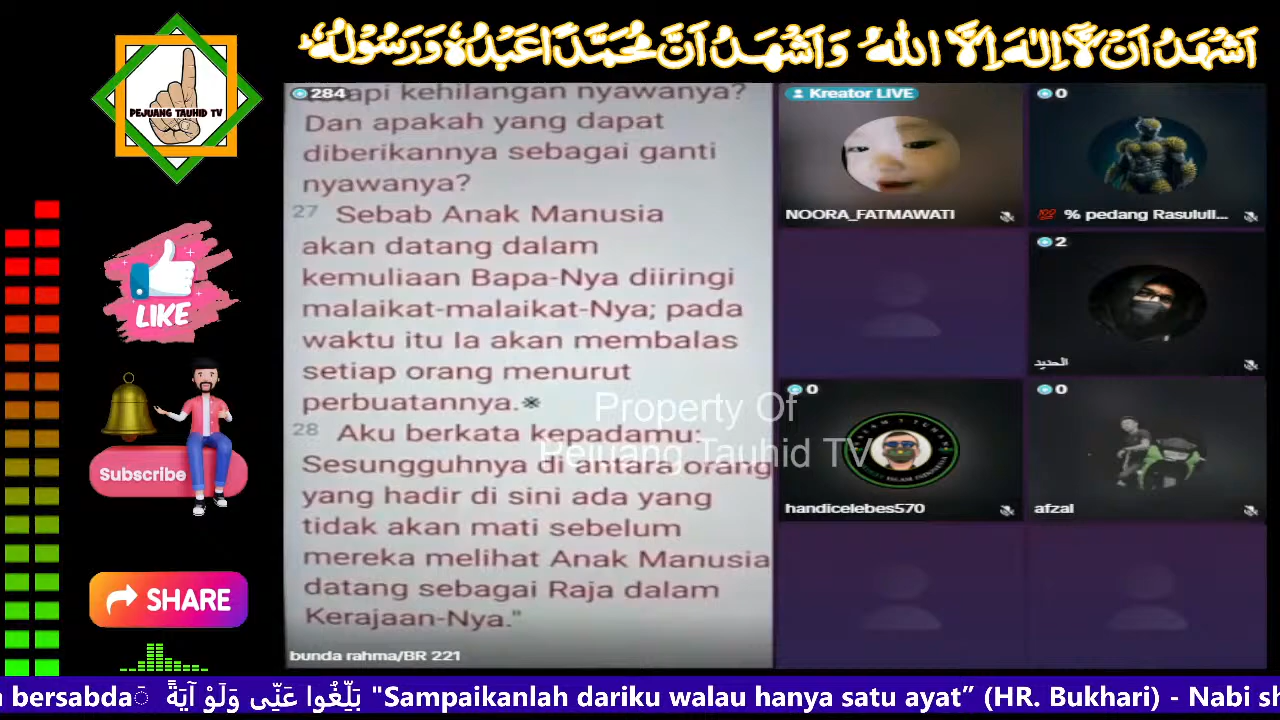 اَشْهَدُ اَنْ لَّا اِلٰهَ اِلَّا اللهُ وَاَشْهَدُ اَنَّ مُحَمَّدًا عَبْدُهٗ وَرَسُوْلُهٗ
PEJUANG TAUHID TV
284
api kehilangan nyawanya?
Dan apakah yang dapat
diberikannya sebagai ganti
nyawanya?
27 Sebab Anak Manusia
akan datang dalam
kemuliaan Bapa-Nya diiringi
malaikat-malaikat-Nya; pada
waktu itu Ia akan membalas
setiap orang menurut
perbuatannya.※
28 Aku berkata kepadamu:
Sesungguhnya di antara orang
yang hadir di sini ada yang
tidak akan mati sebelum
mereka melihat Anak Manusia
datang sebagai Raja dalam
Kerajaan-Nya."
bunda rahma/BR 221
Property Of
Pejuang Tauhid TV
Kreator LIVE
NOORA_FATMAWATI
0
💯 % pedang Rasulull...
2
الحديد
0
handicelebes570
0
afzal
LIKE
Subscribe
SHARE
bersabda َ بَلِّغُوا عَنِّى وَلَوْ آيَةً "Sampaikanlah dariku walau hanya satu ayat” (HR. Bukhari) - Nabi sh